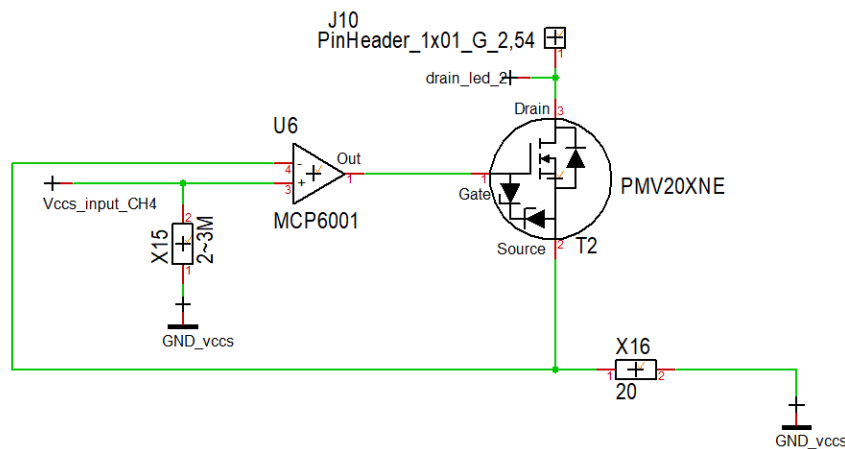 J10
PinHeader_1x01_G_2,54
1
drain_led_2
Drain
3
U6
Out
4
-
3
+
1
1
Vccs_input_CH4
Gate
PMV20XNE
MCP6001
2
X15
2~3M
1
Source
2
T2
GND_vccs
X16
1
2
20
GND_vccs